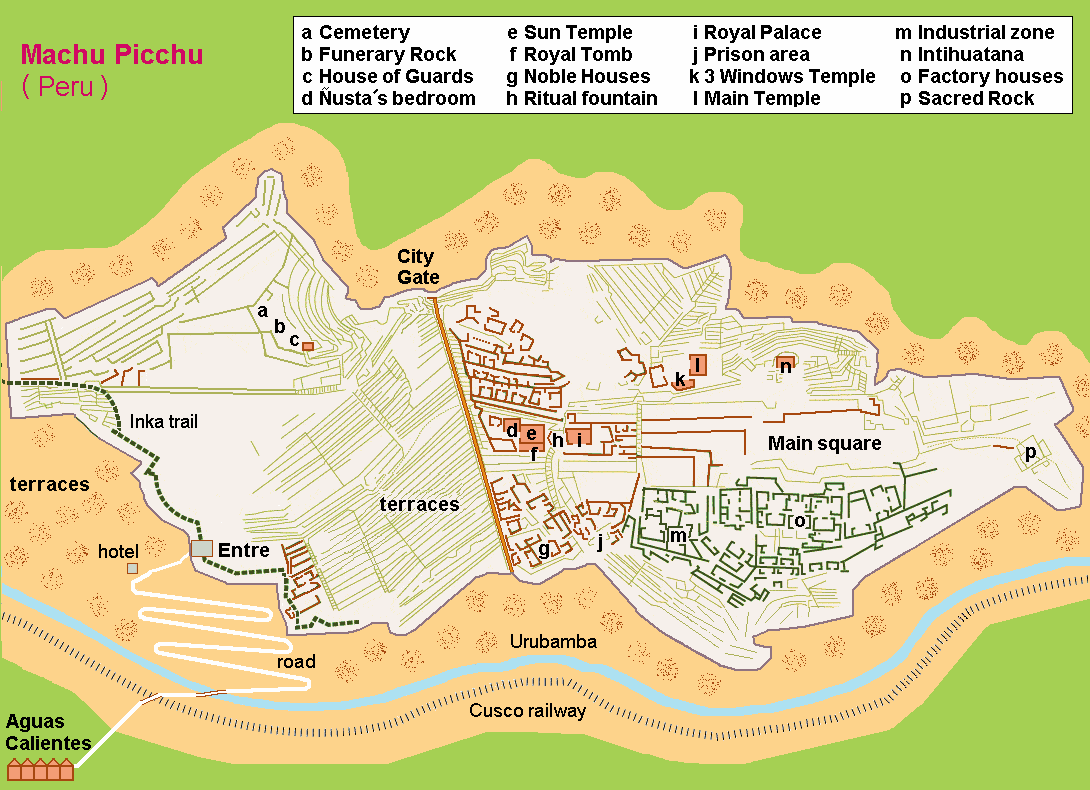 Machu Picchu
( Peru )
a Cemetery
b Funerary Rock
c House of Guards
d Ñusta´s bedroom
e Sun Temple
f Royal Tomb
g Noble Houses
h Ritual fountain
i Royal Palace
j Prison area
k 3 Windows Temple
l Main Temple
m Industrial zone
n Intihuatana
o Factory houses
p Sacred Rock
City
Gate
a
b
c
l
k
n
Inka trail
d
e
f
h
i
Main square
p
terraces
terraces
o
m
j
g
hotel
Entre
Urubamba
road
Cusco railway
Aguas
Calientes